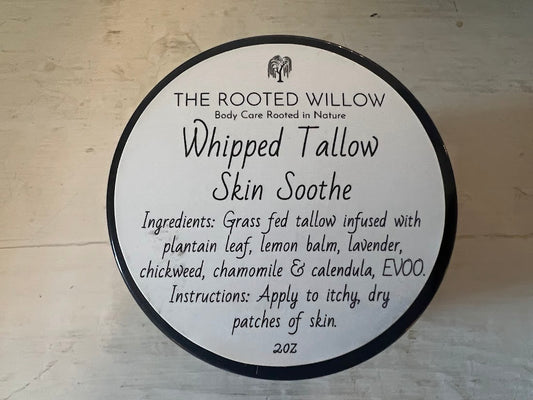 THE ROOTED WILLOW
Body Care Rooted in Nature
Whipped Tallow
Skin Soothe
Ingredients: Grass fed tallow infused with
plantain leaf, lemon balm, lavender,
chickweed, chamomile & calendula, EVOO.
Instructions: Apply to itchy, dry
patches of skin.
2oz